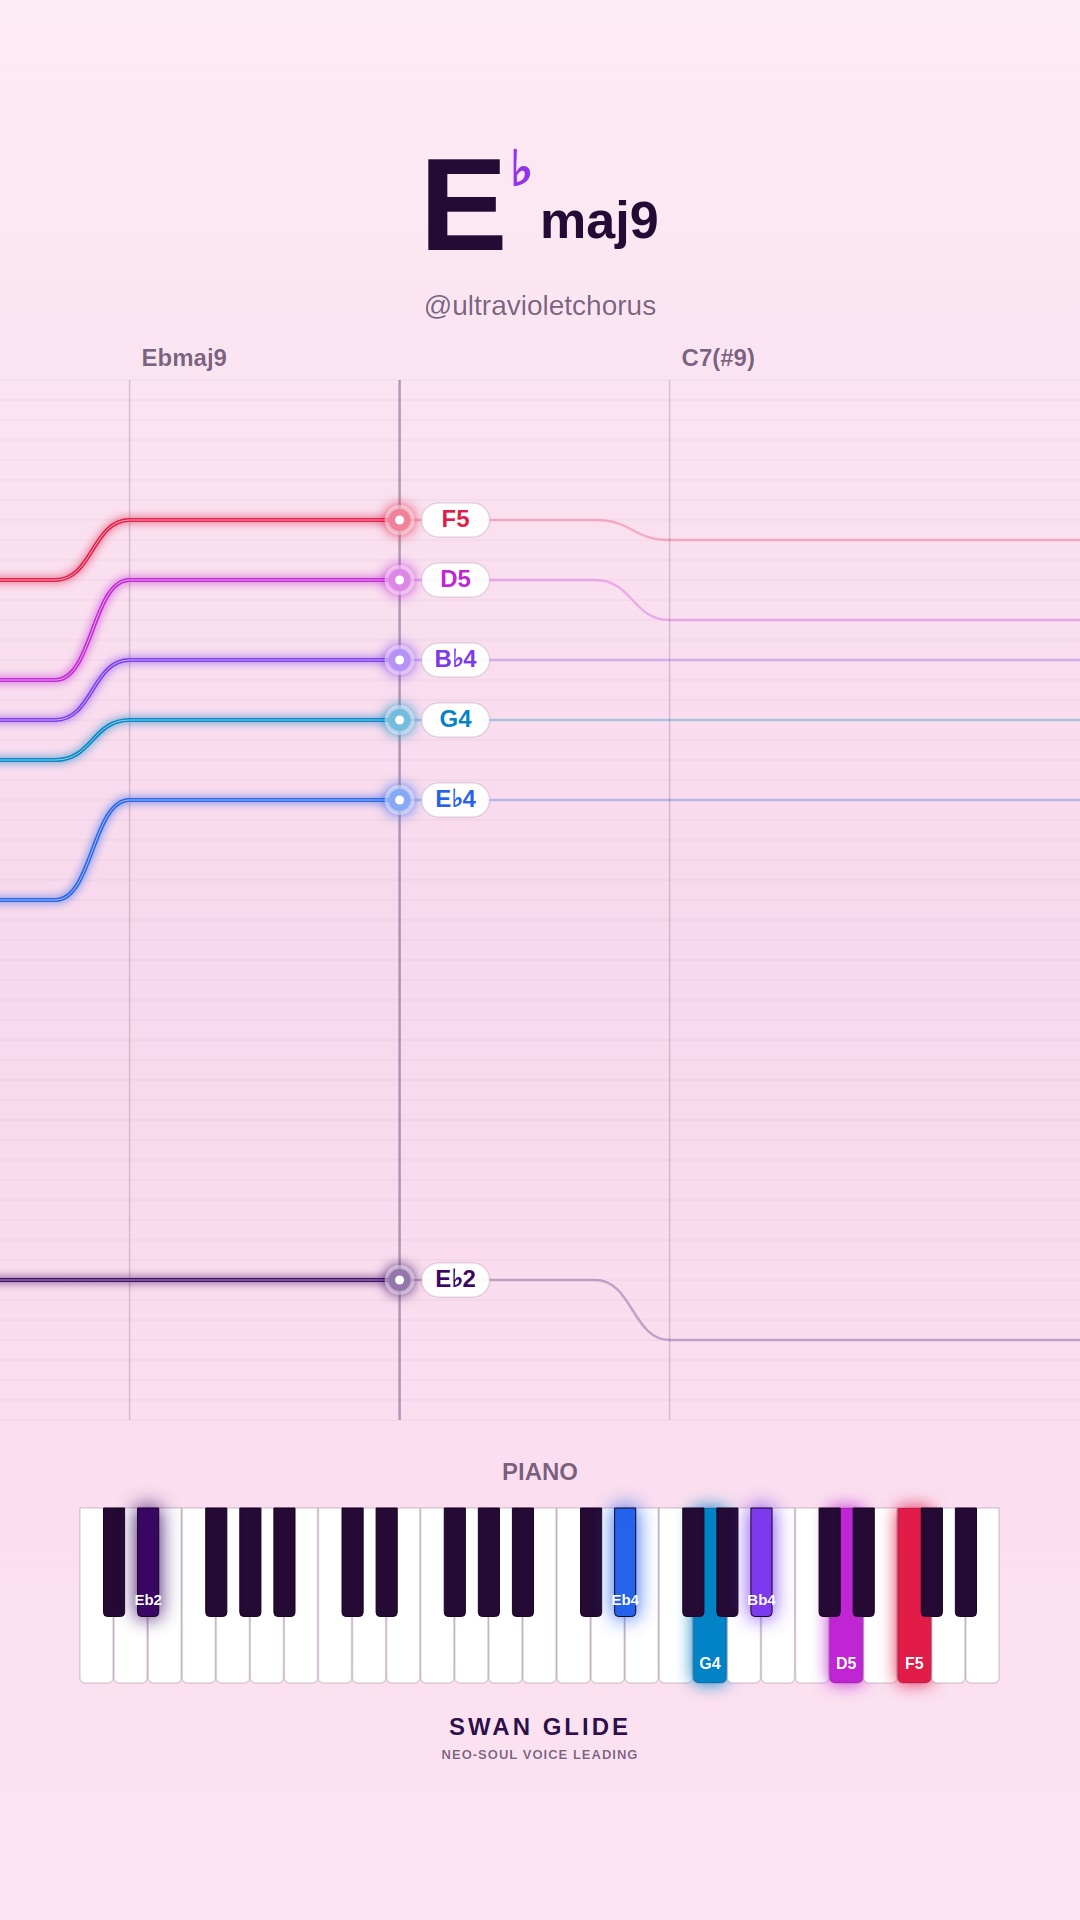 E♭maj9
@ultravioletchorus
Ebmaj9 C7(#9)
F5
D5
B♭4
G4
E♭4
E♭2
PIANO
Eb2 Eb4 Bb4
G4 D5 F5
SWAN GLIDE
NEO-SOUL VOICE LEADING